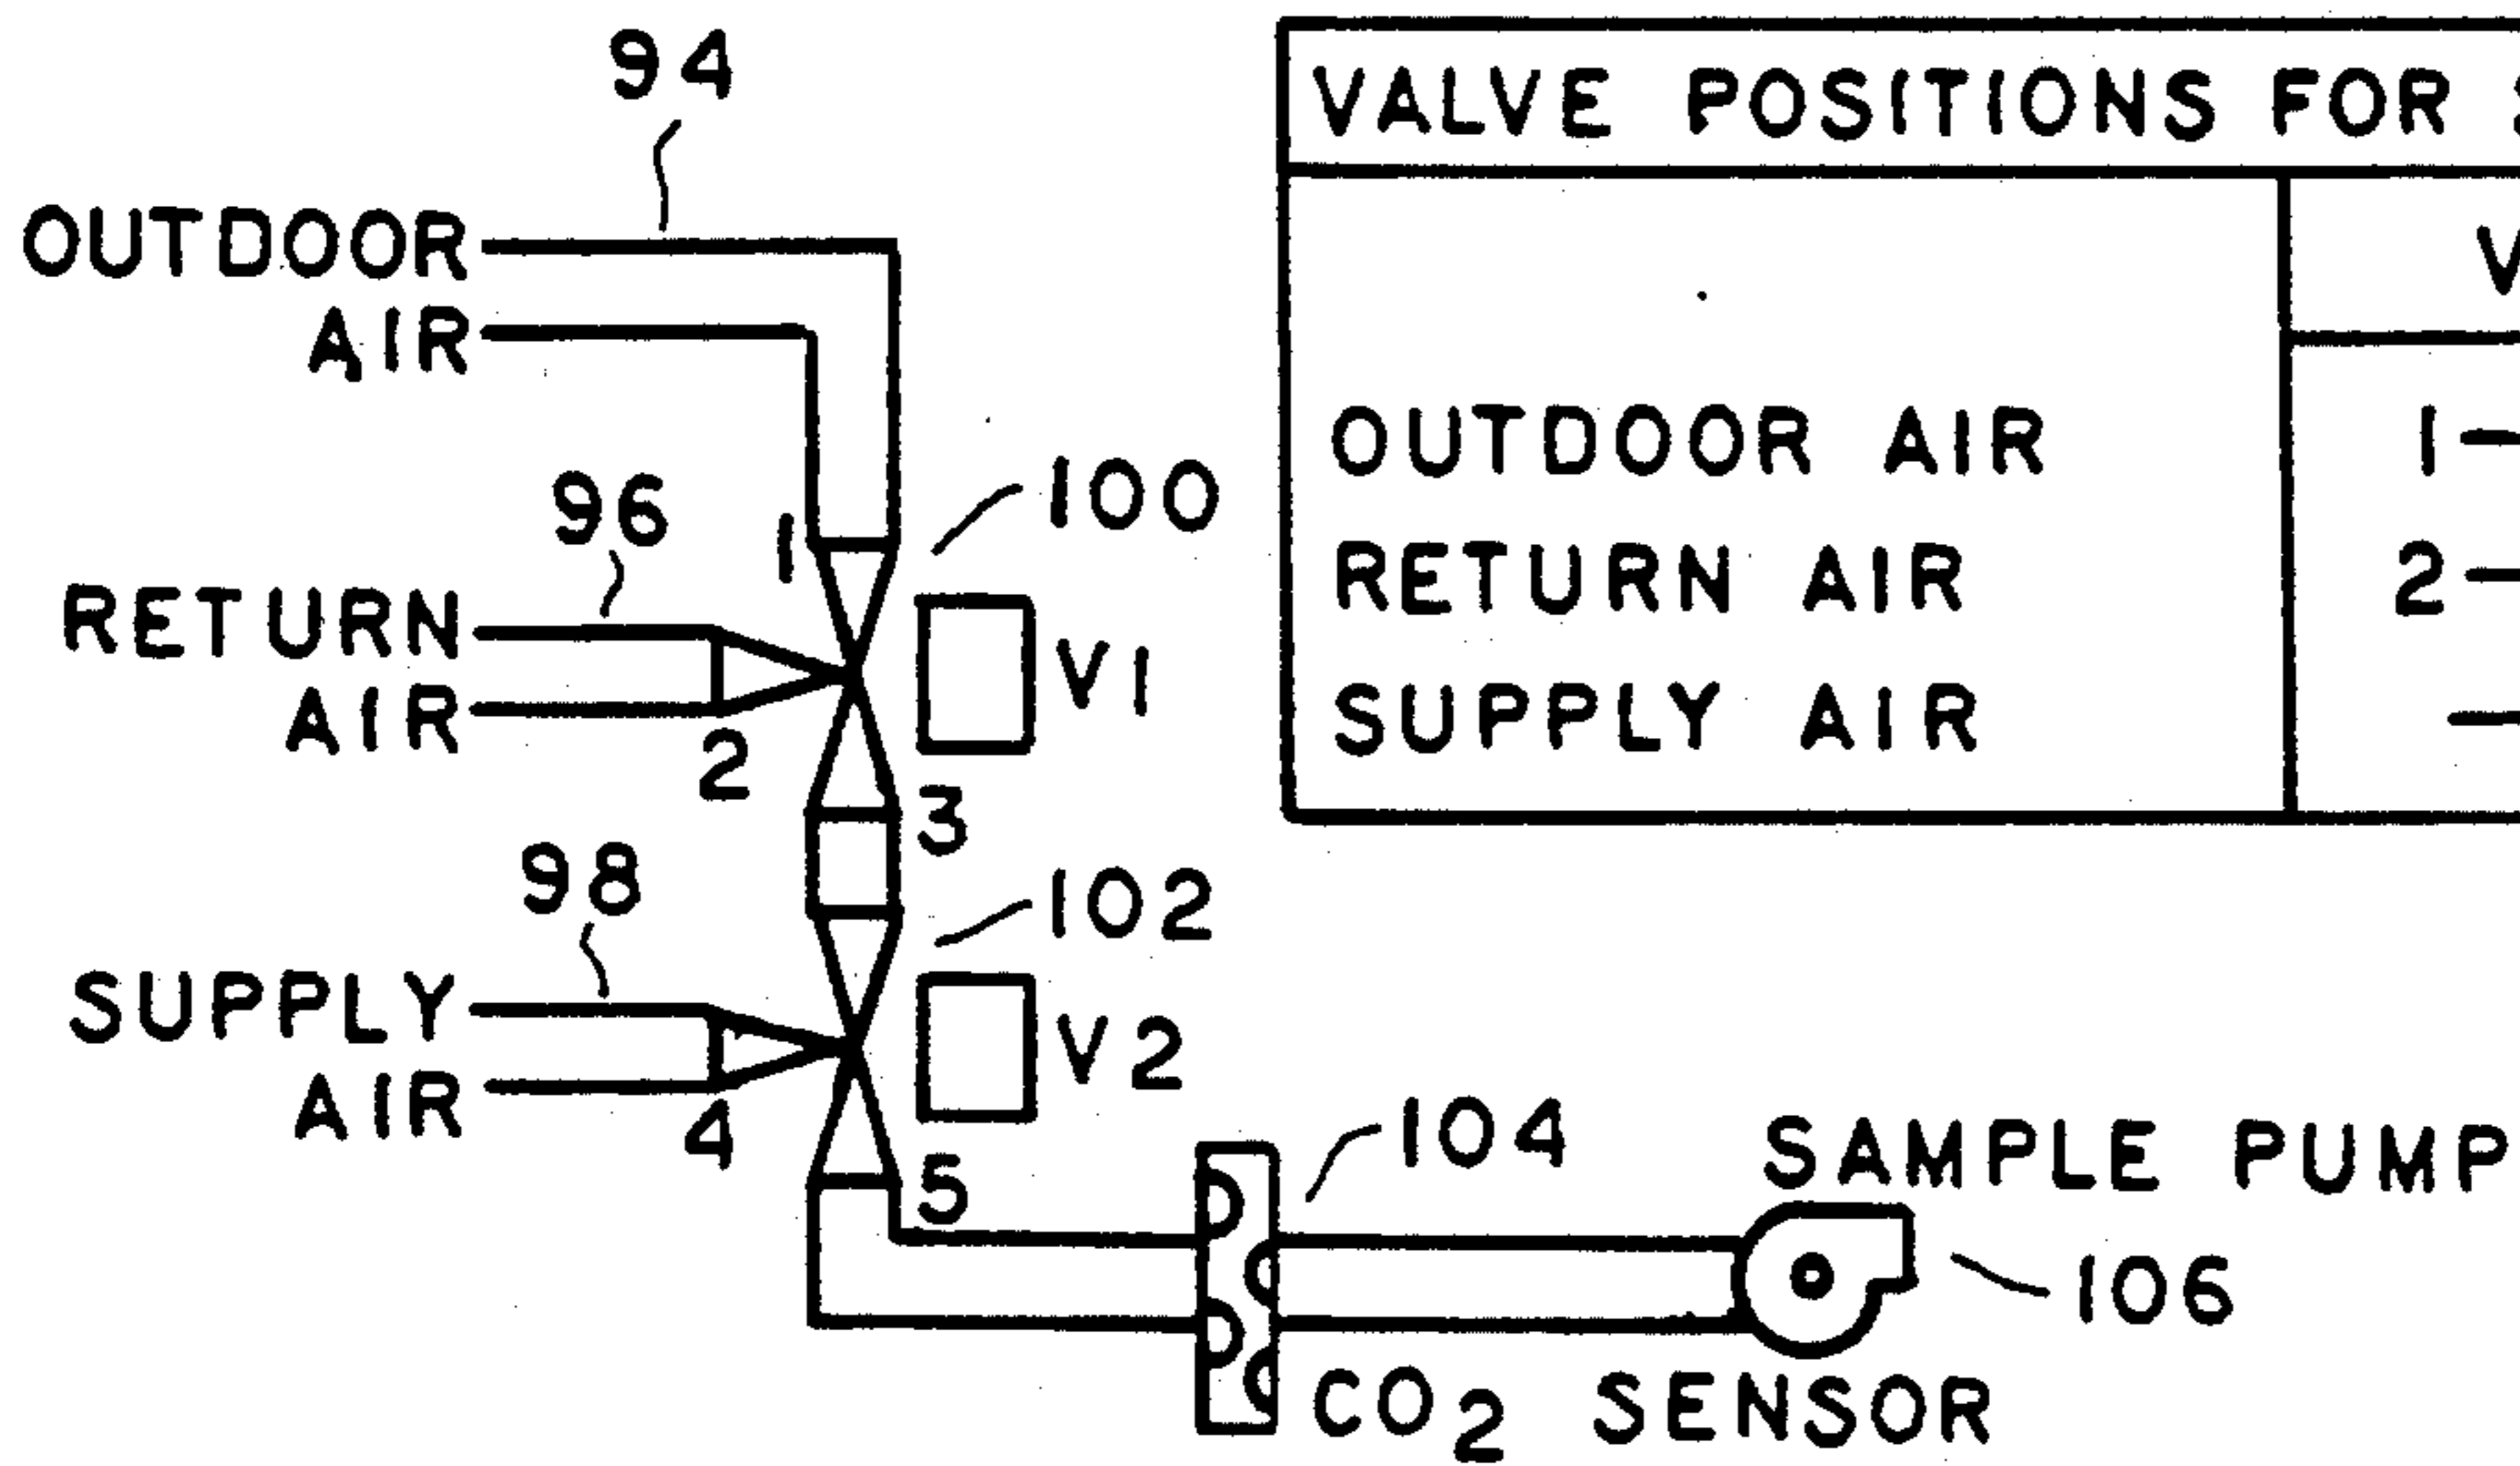 94
OUTDOOR
AIR
96
1
100
RETURN
AIR
V1
2
3
98
102
SUPPLY
AIR
V2
4
5
104
SAMPLE PUMP
106
CO2 SENSOR
VALVE POSITIONS FOR
OUTDOOR AIR 1—
RETURN AIR 2—
SUPPLY AIR —